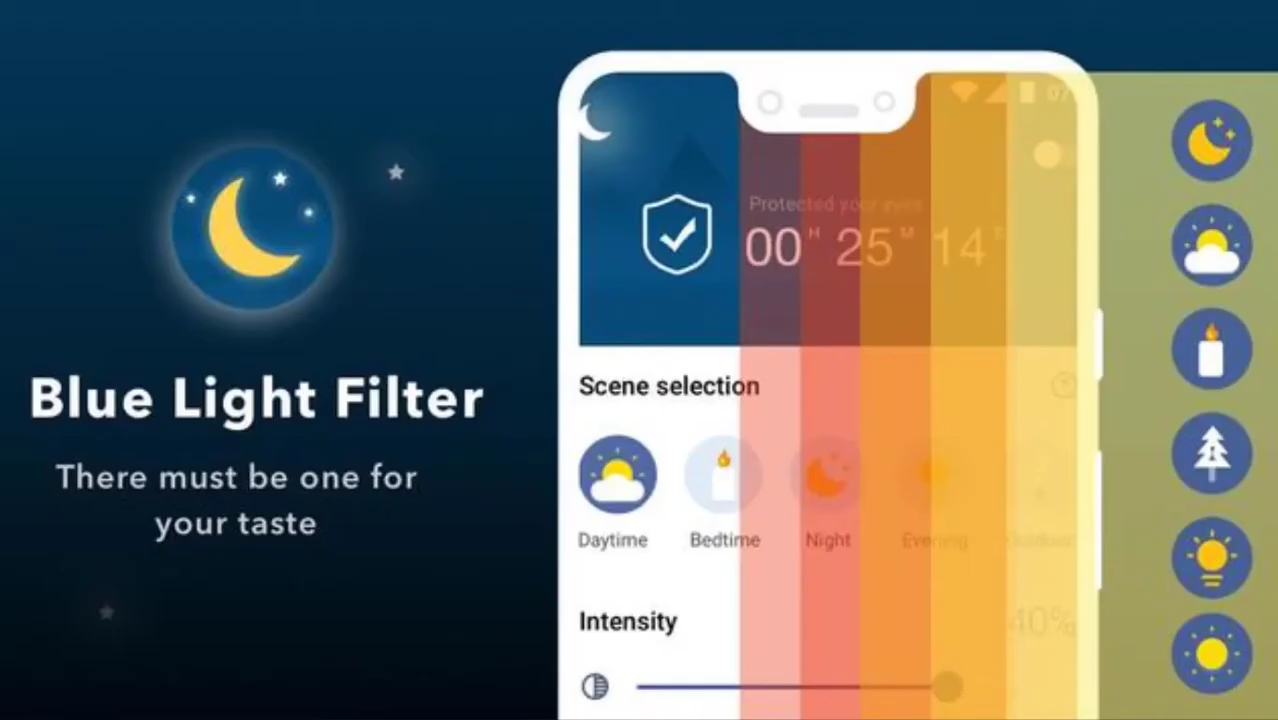 Blue Light Filter
There must be one for
your taste
Protected your eyes
00 H 25 M 14
Scene selection
Daytime Bedtime Night Evening Outdoor
Intensity
40%